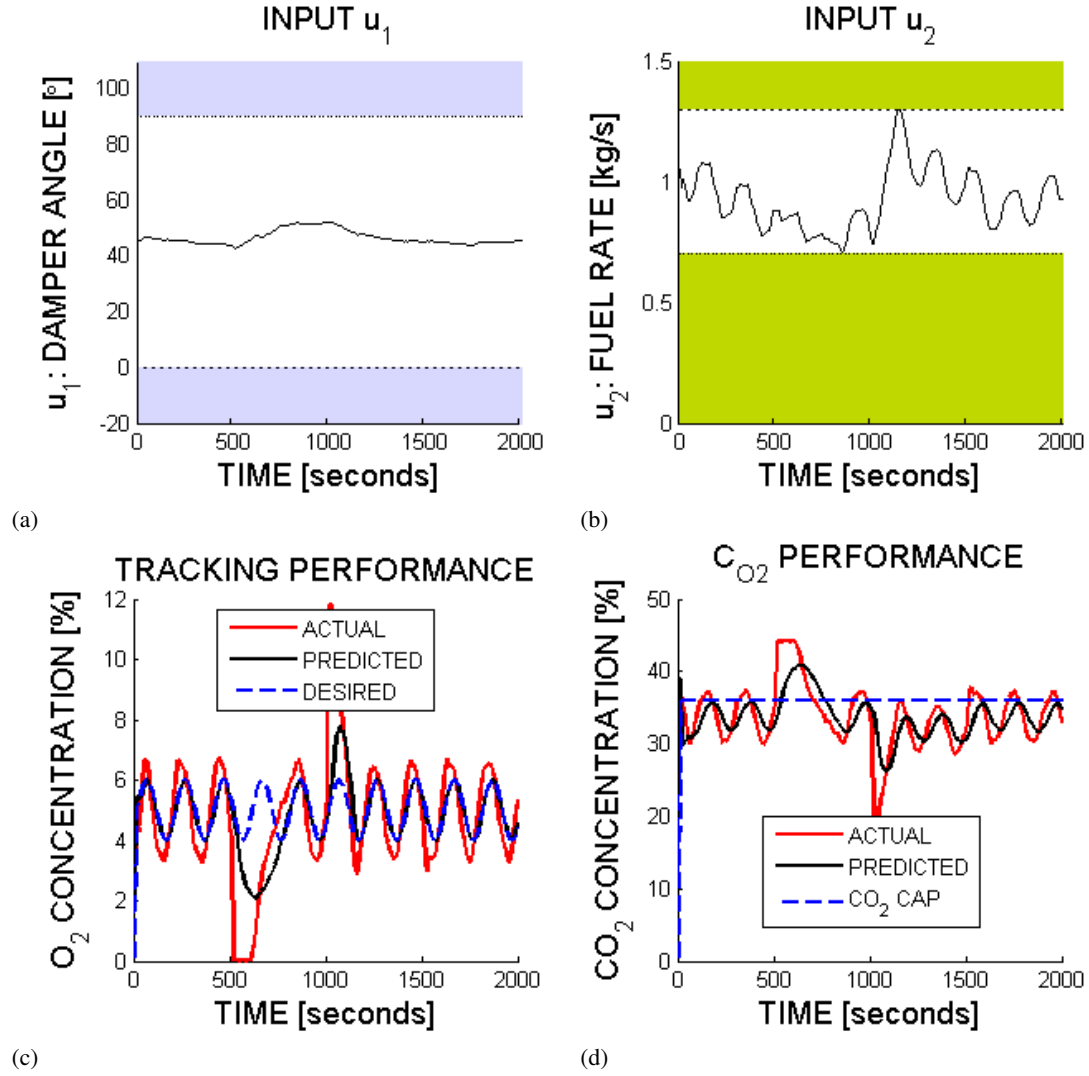 INPUT u1
u1: DAMPER ANGLE [°]
100
80
60
40
20
0
-20
0 500 1000 1500 2000
TIME [seconds]
(a)
INPUT u2
u2: FUEL RATE [kg/s]
1.5
1
0.5
0
0 500 1000 1500 2000
TIME [seconds]
(b)
TRACKING PERFORMANCE
O2 CONCENTRATION [%]
12
10
8
6
4
2
0
ACTUAL
PREDICTED
DESIRED
0 500 1000 1500 2000
TIME [seconds]
(c)
CO2 PERFORMANCE
CO2 CONCENTRATION [%]
50
40
30
20
10
0
ACTUAL
PREDICTED
CO2 CAP
0 500 1000 1500 2000
TIME [seconds]
(d)